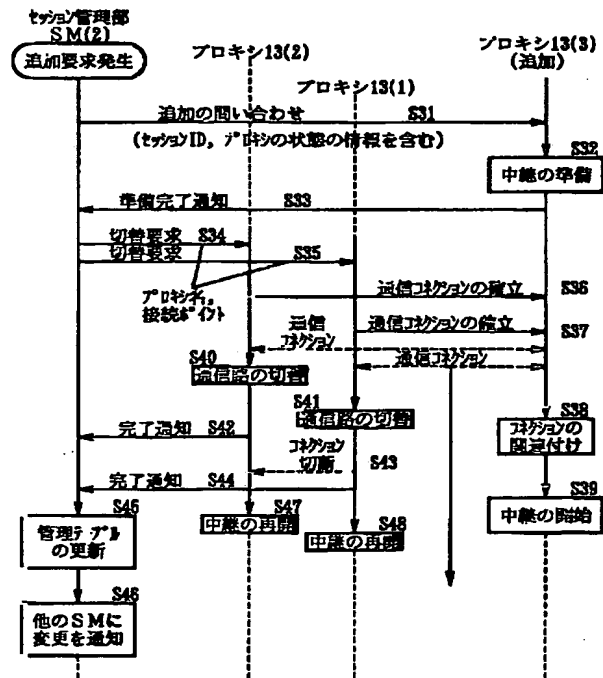 セッション管理部
SM(2)
追加要求発生
プロキシ13(2)
プロキシ13(1)
プロキシ13(3)
(追加)
追加の問い合わせ S31
(セッションID, プロキシの状態の情報を含む)
S32
中継の準備
準備完了通知 S33
切替要求 S34
切替要求 S35
プロキシ名,
接続ポイント
通信コネクションの確立 S36
通信コネクションの確立 S37
通信
コネクション
通信コネクション
S40
通信路の切替
S41
通信路の切替
S38
コネクションの
関連付け
完了通知 S42
コネクション
切断
S43
完了通知 S44
S39
中継の開始
S45
管理テーブル
の更新
S47
中継の再開
S48
中継の再開
S46
他のSMに
変更を通知